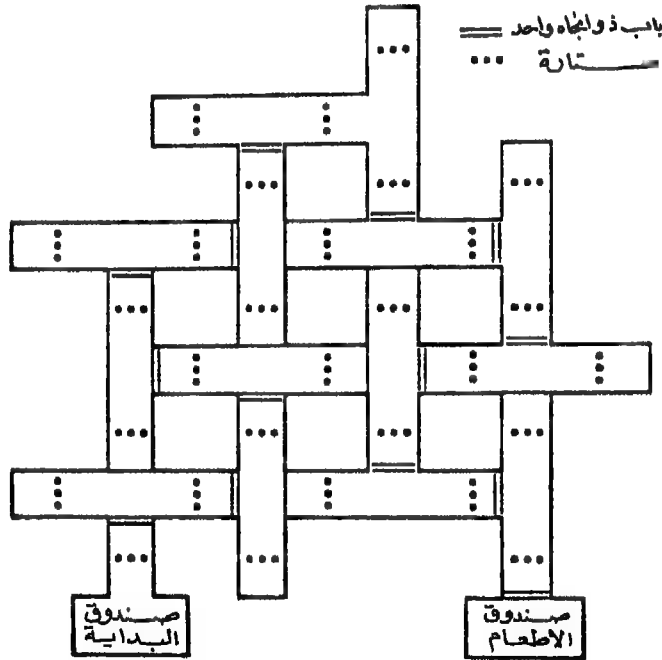 باب ذو اتجاه واحد
ستارة
صندوق
البداية
صندوق
الاطعام